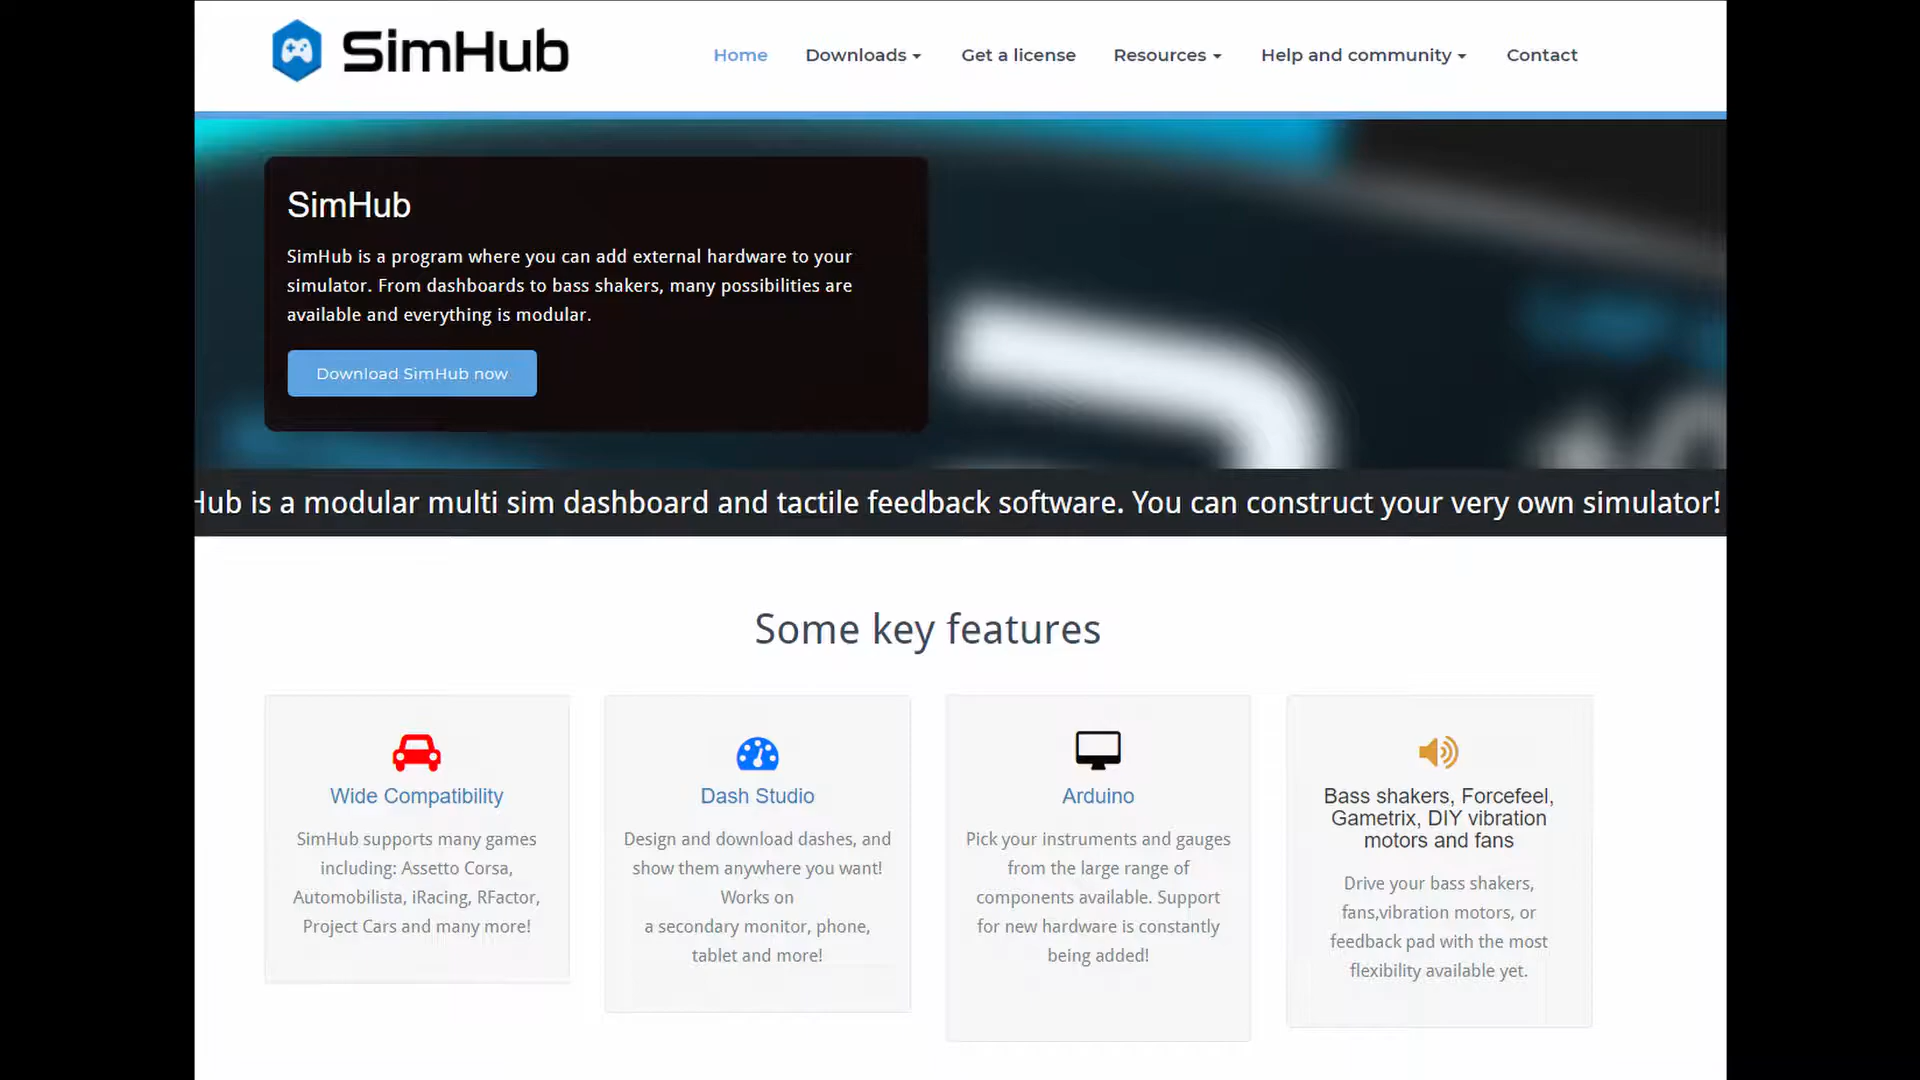 SimHub
Home Downloads Get a license Resources Help and community Contact
SimHub
SimHub is a program where you can add external hardware to your
simulator. From dashboards to bass shakers, many possibilities are
available and everything is modular.
Download SimHub now
Hub is a modular multi sim dashboard and tactile feedback software. You can construct your very own simulator!
Some key features
Wide Compatibility
SimHub supports many games
including: Assetto Corsa,
Automobilista, iRacing, RFactor,
Project Cars and many more!
Dash Studio
Design and download dashes, and
show them anywhere you want!
Works on
a secondary monitor, phone,
tablet and more!
Arduino
Pick your instruments and gauges
from the large range of
components available. Support
for new hardware is constantly
being added!
Bass shakers, Forcefeel,
Gametrix, DIY vibration
motors and fans
Drive your bass shakers,
fans,vibration motors, or
feedback pad with the most
flexibility available yet.